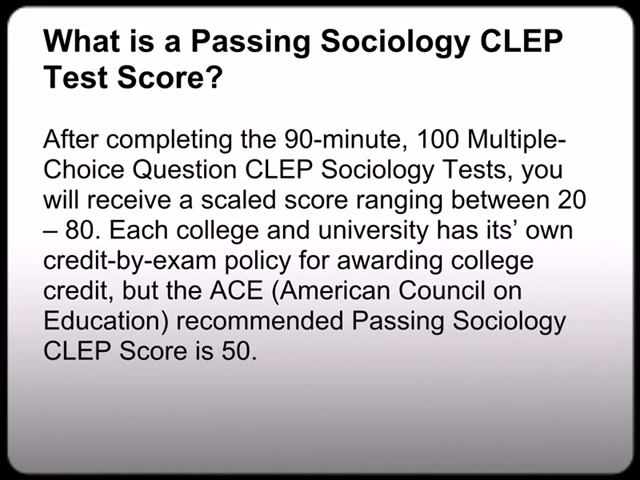 What is a Passing Sociology CLEP
Test Score?
After completing the 90-minute, 100 Multiple-
Choice Question CLEP Sociology Tests, you
will receive a scaled score ranging between 20
– 80. Each college and university has its’ own
credit-by-exam policy for awarding college
credit, but the ACE (American Council on
Education) recommended Passing Sociology
CLEP Score is 50.